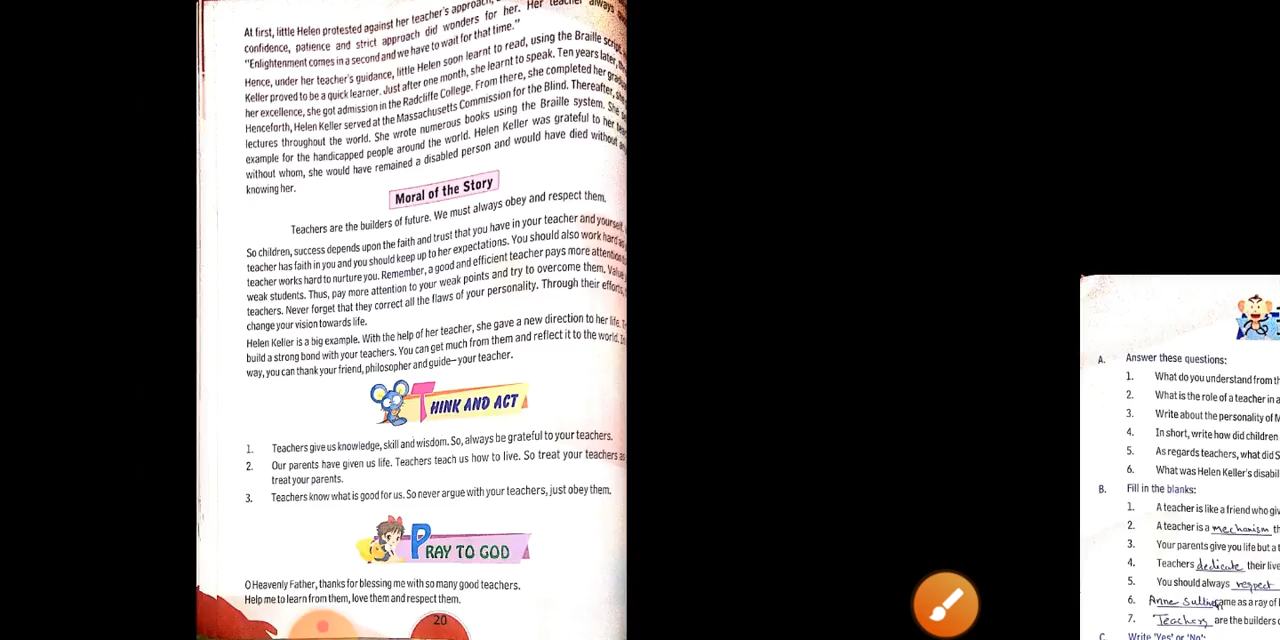 At first, little Helen protested against her teacher's approach,
confidence, patience and strict approach did wonders for her. Her teacher always
"Enlightenment comes in a second and we have to wait for that time."
Hence, under her teacher's guidance, little Helen soon learnt to read, using the Braille script,
Keller proved to be a quick learner. Just after one month, she learnt to speak. Ten years later,
her excellence, she got admission in the Radcliffe College. From there, she completed her
Henceforth, Helen Keller served at the Massachusetts Commission for the Blind. Thereafter, she
lectures throughout the world. She wrote numerous books using the Braille system. She
example for the handicapped people around the world. Helen Keller was grateful to her
without whom, she would have remained a disabled person and would have died without
knowing her.
Moral of the Story
Teachers are the builders of future. We must always obey and respect them.
So children, success depends upon the faith and trust that you have in your teacher and yourself.
teacher has faith in you and you should keep up to her expectations. You should also work hard as
teacher works hard to nurture you. Remember, a good and efficient teacher pays more attention
weak students. Thus, pay more attention to your weak points and try to overcome them. Value
teachers. Never forget that they correct all the flaws of your personality. Through their efforts,
change your vision towards life.
Helen Keller is a big example. With the help of her teacher, she gave a new direction to her life.
build a strong bond with your teachers. You can get much from them and reflect it to the world.
way, you can thank your friend, philosopher and guide–your teacher.
THINK AND ACT
1. Teachers give us knowledge, skill and wisdom. So, always be grateful to your teachers.
2. Our parents have given us life. Teachers teach us how to live. So treat your teachers as
treat your parents.
3. Teachers know what is good for us. So never argue with your teachers, just obey them.
PRAY TO GOD
O Heavenly Father, thanks for blessing me with so many good teachers.
Help me to learn from them, love them and respect them.
20
A. Answer these questions:
1. What do you understand from
2. What is the role of a teacher in a
3. Write about the personality of
4. In short, write how did children
5. As regards teachers, what did
6. What was Helen Keller's
B. Fill in the blanks:
1. A teacher is like a friend who
2. A teacher is a mechanism
3. Your parents give you life but a
4. Teachers dedicate their
5. You should always respect
6. Anne Sullivan came as a ray of
7. Teachers are the builders
C. Write 'Yes' or 'No':